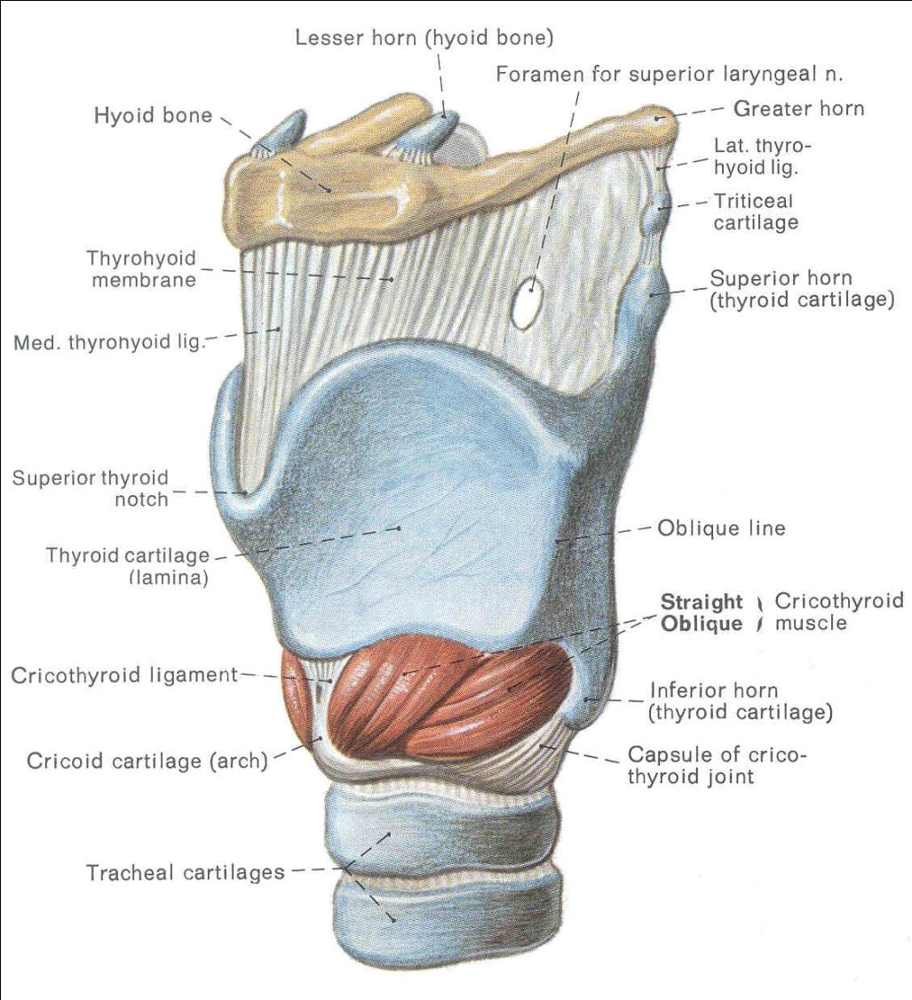 Lesser horn (hyoid bone)
Foramen for superior laryngeal n.
Hyoid bone
Greater horn
Lat. thyro-
hyoid lig.
Triticeal
cartilage
Thyrohyoid
membrane
Superior horn
(thyroid cartilage)
Med. thyrohyoid lig.
Superior thyroid
notch
Oblique line
Thyroid cartilage
(lamina)
Straight
Oblique
Cricothyroid
muscle
Cricothyroid ligament
Inferior horn
(thyroid cartilage)
Cricoid cartilage (arch)
Capsule of crico-
thyroid joint
Tracheal cartilages